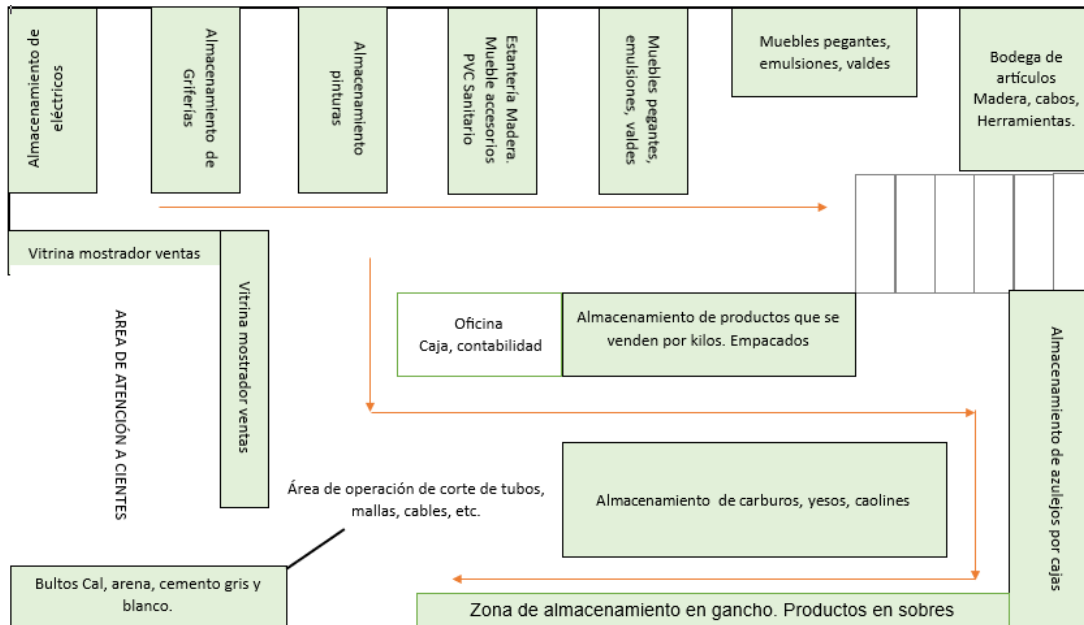 Almacenamiento de
eléctricos
Almacenamiento de
Griferías
Almacenamiento
pinturas
Estantería Madera.
Mueble accesorios
PVC Sanitario
Muebles pegantes,
emulsiones, valdes
Muebles pegantes,
emulsiones, valdes
Bodega de
artículos
Madera, cabos,
Herramientas.
Vitrina mostrador ventas
Vitrina mostrador ventas
AREA DE ATENCIÓN A CIENTES
Oficina
Caja, contabilidad
Almacenamiento de productos que se
venden por kilos. Empacados
Almacenamiento de azulejos por cajas
Área de operación de corte de tubos,
mallas, cables, etc.
Almacenamiento de carburos, yesos, caolines
Bultos Cal, arena, cemento gris y
blanco.
Zona de almacenamiento en gancho. Productos en sobres